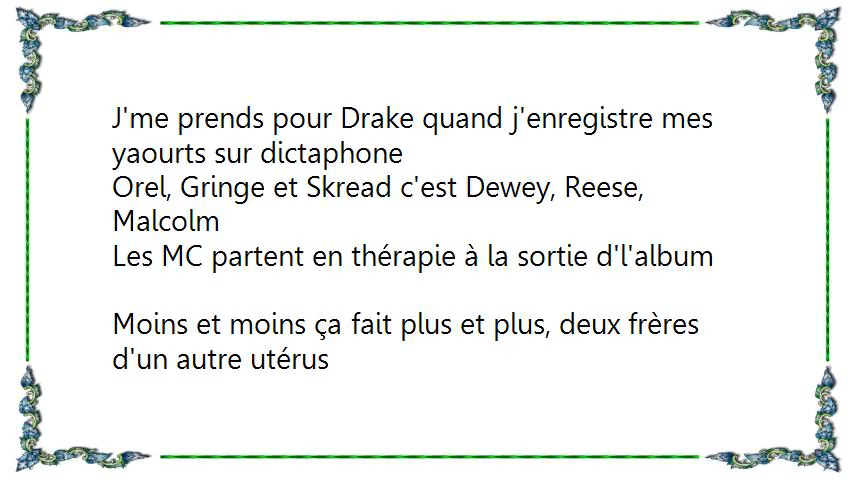 J'me prends pour Drake quand j'enregistre mes
yaourts sur dictaphone
Orel, Gringe et Skread c'est Dewey, Reese,
Malcolm
Les MC partent en thérapie à la sortie d'l'album
Moins et moins ça fait plus et plus, deux frères
d'un autre utérus